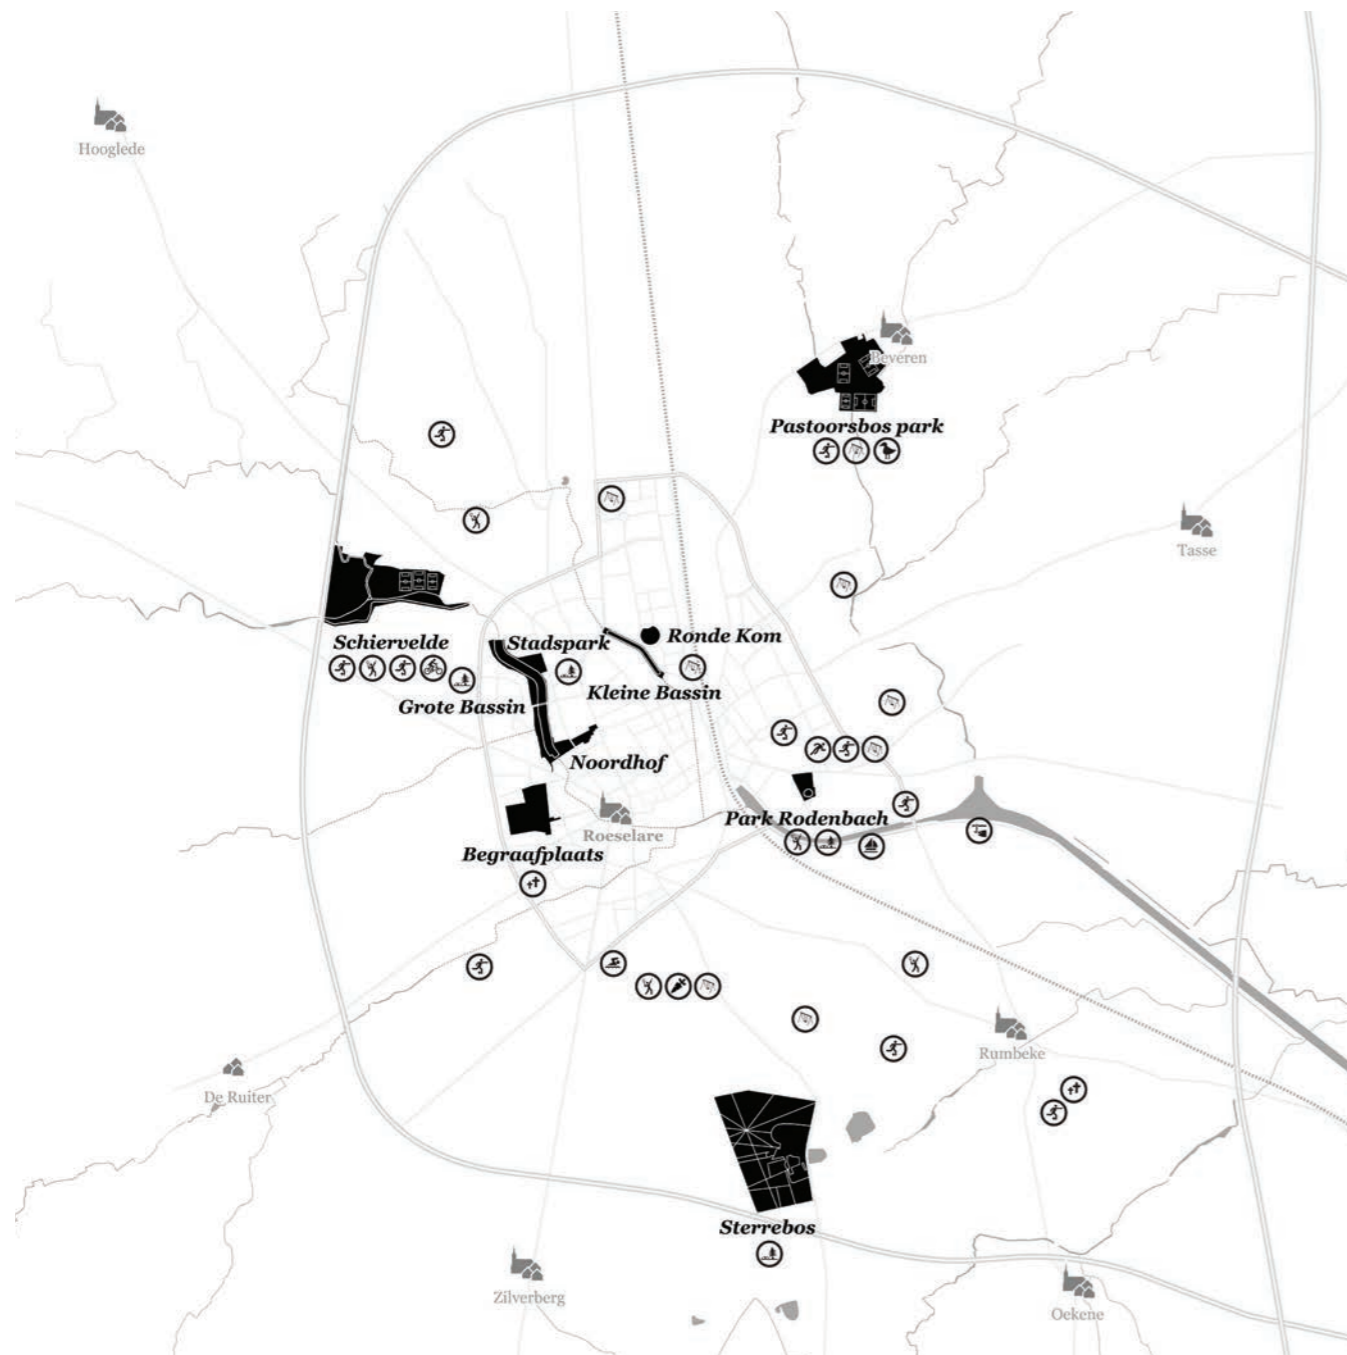 Hooglede
Beveren
Pastoorsbos park
Tasse
Schiervelde
Stadspark
Ronde Kom
Kleine Bassin
Grote Bassin
Noordhof
Roeselare
Park Rodenbach
Begraafplaats
Rumbeke
De Ruiter
Sterrebos
Zilverberg
Oekene